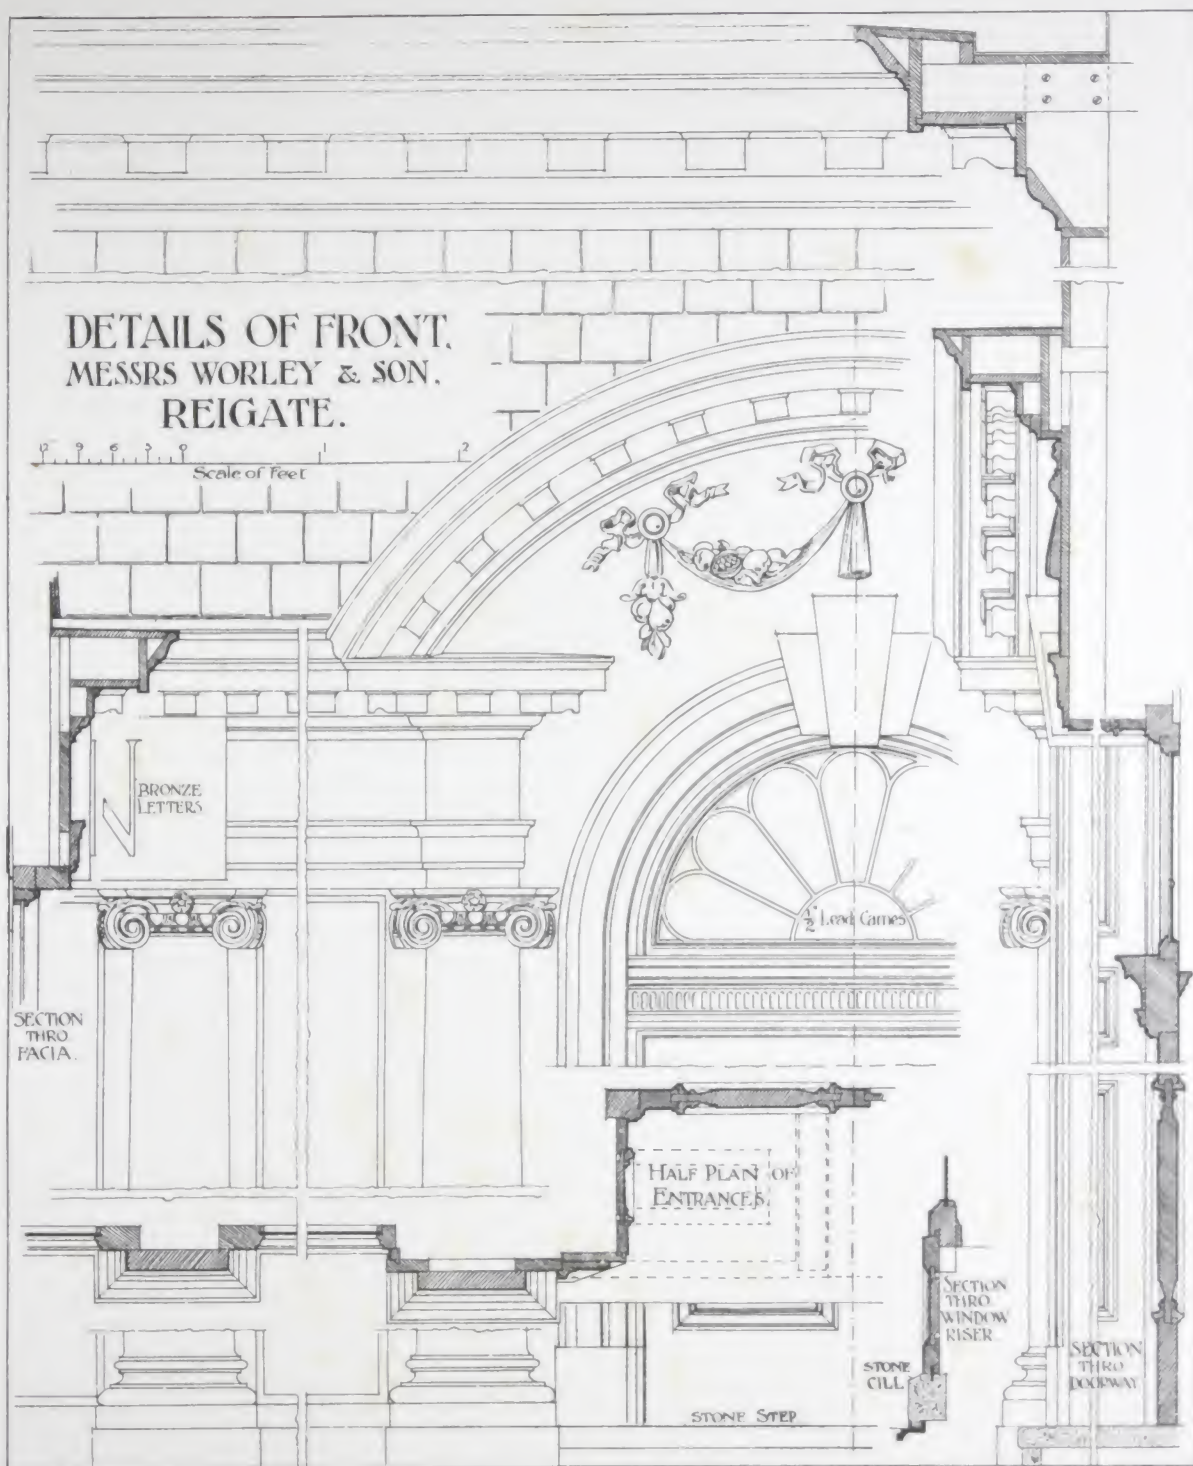 DETAILS OF FRONT.
MESSRS WORLEY & SON.
REIGATE.
12 9 6 3 0 1 2
Scale of Feet
N
BRONZE
LETTERS
½" Lead Cames
SECTION
THRO
FACIA.
HALF PLAN OF
ENTRANCES.
SECTION
THRO
WINDOW
RISER
STONE
CILL
SECTION
THRO
DOORWAY
STONE STEP